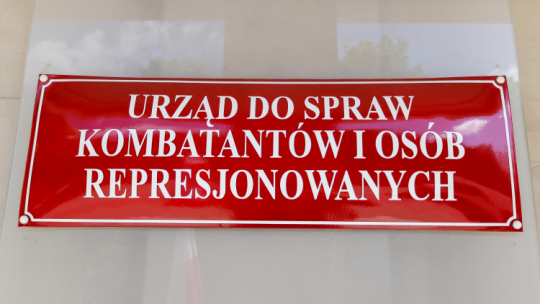 URZĄD DO SPRAW
KOMBATANTÓW I OSÓB
REPRESJONOWANYCH